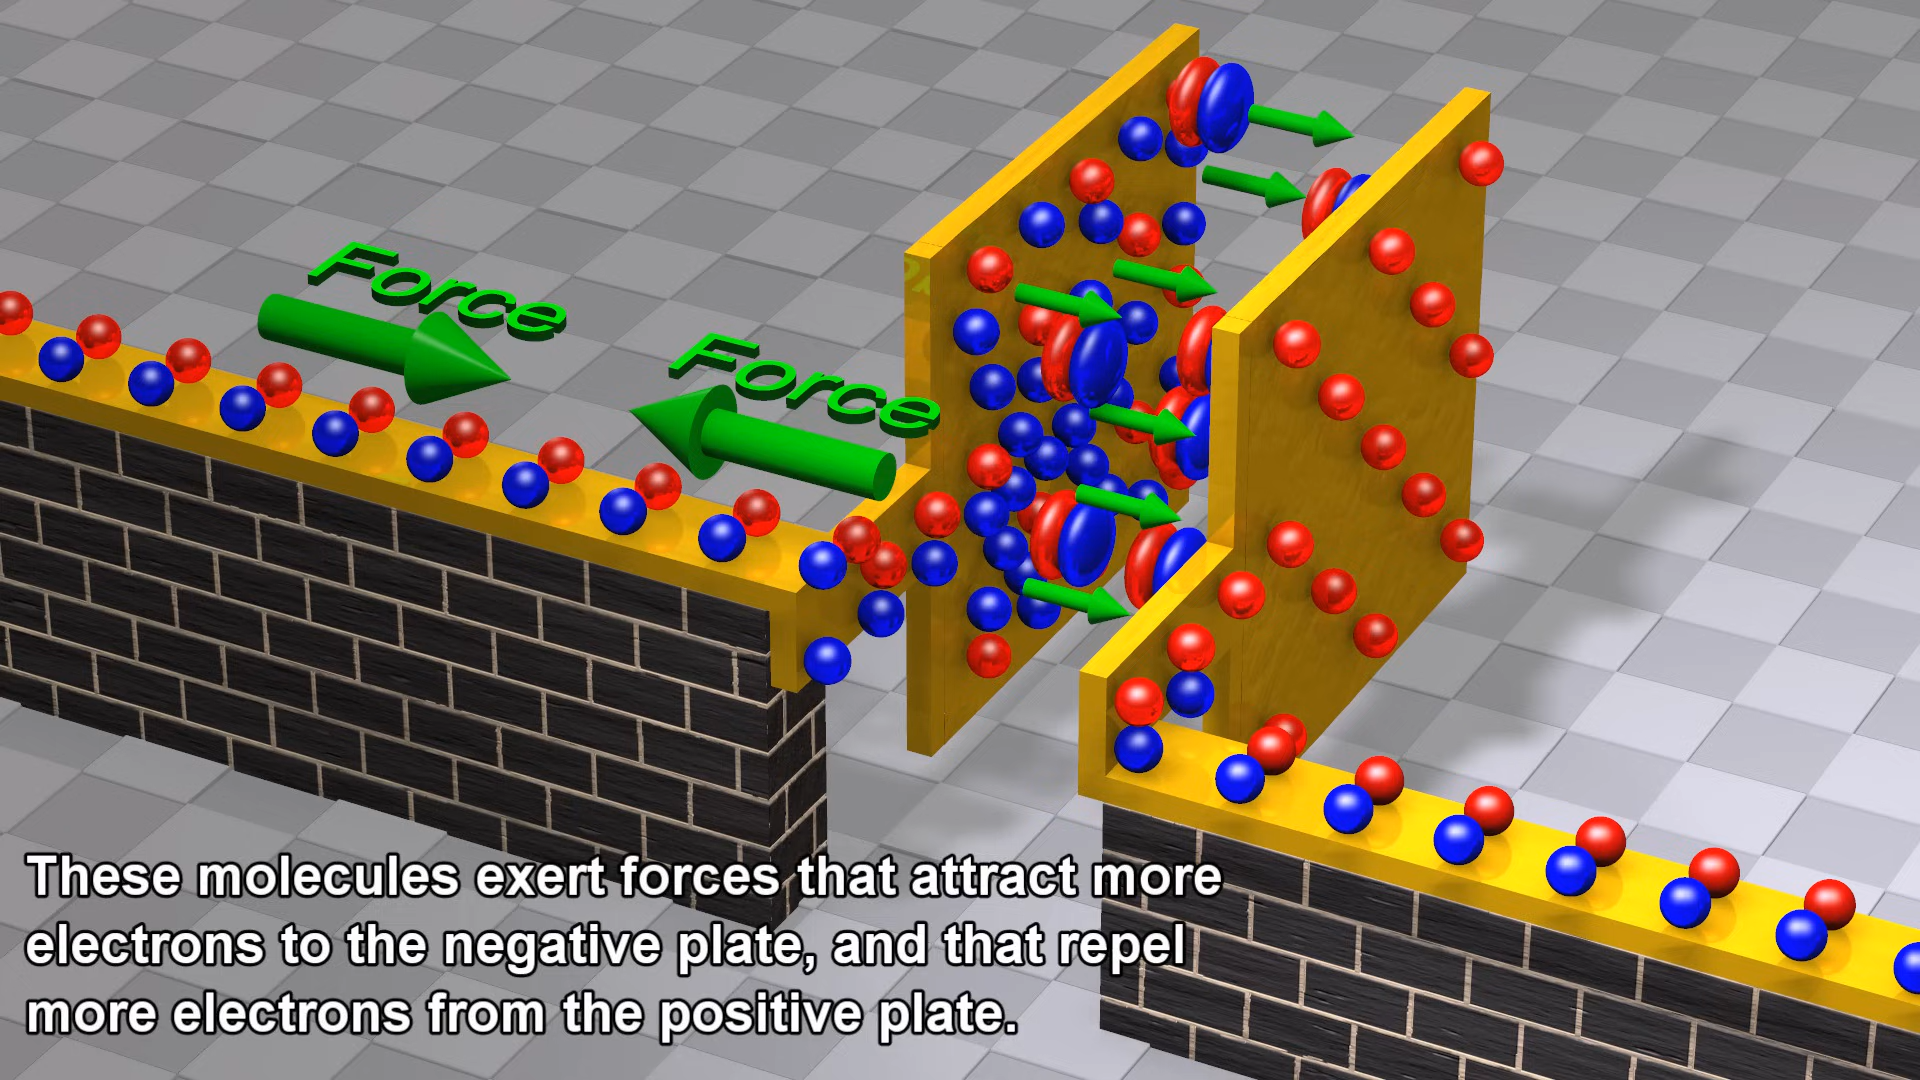 Force
Force
These molecules exert forces that attract more
electrons to the negative plate, and that repel
more electrons from the positive plate.